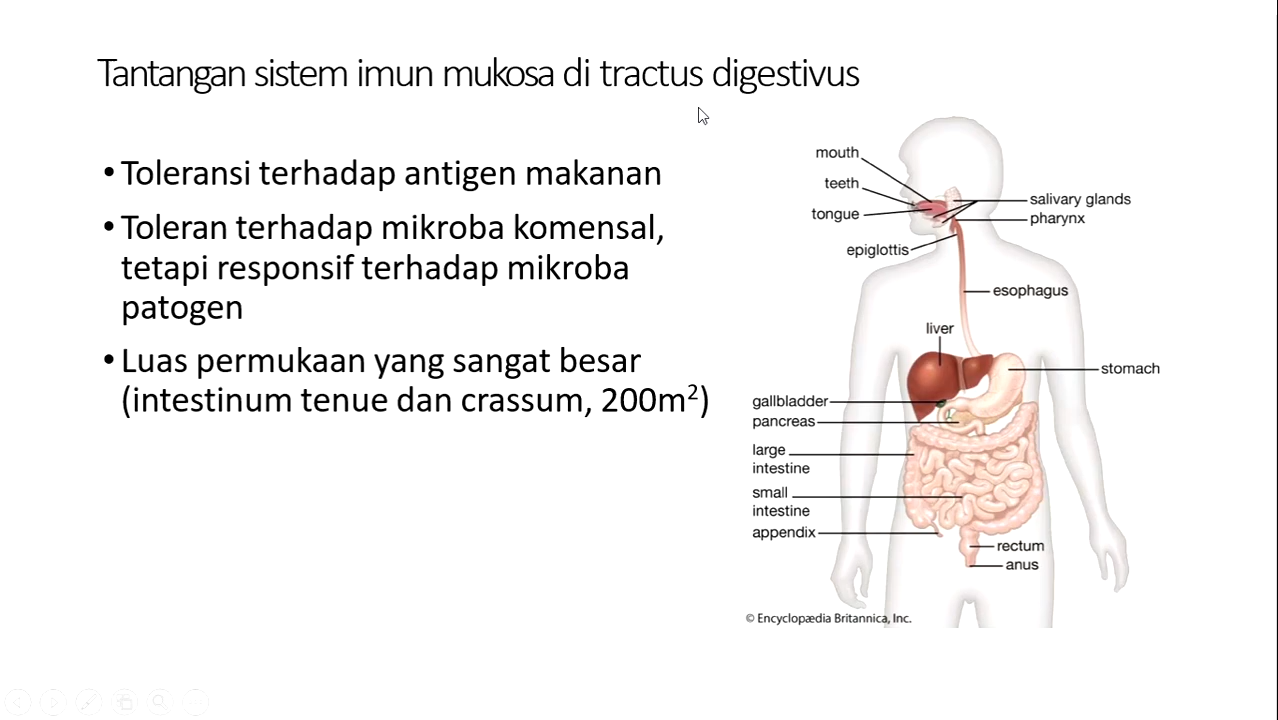 Tantangan sistem imun mukosa di tractus digestivus
• Toleransi terhadap antigen makanan
• Toleran terhadap mikroba komensal,
tetapi responsif terhadap mikroba
patogen
• Luas permukaan yang sangat besar
(intestinum tenue dan crassum, 200m²)
mouth
teeth
tongue
epiglottis
salivary glands
pharynx
esophagus
liver
stomach
gallbladder
pancreas
large
intestine
small
intestine
appendix
rectum
anus
© Encyclopædia Britannica, Inc.